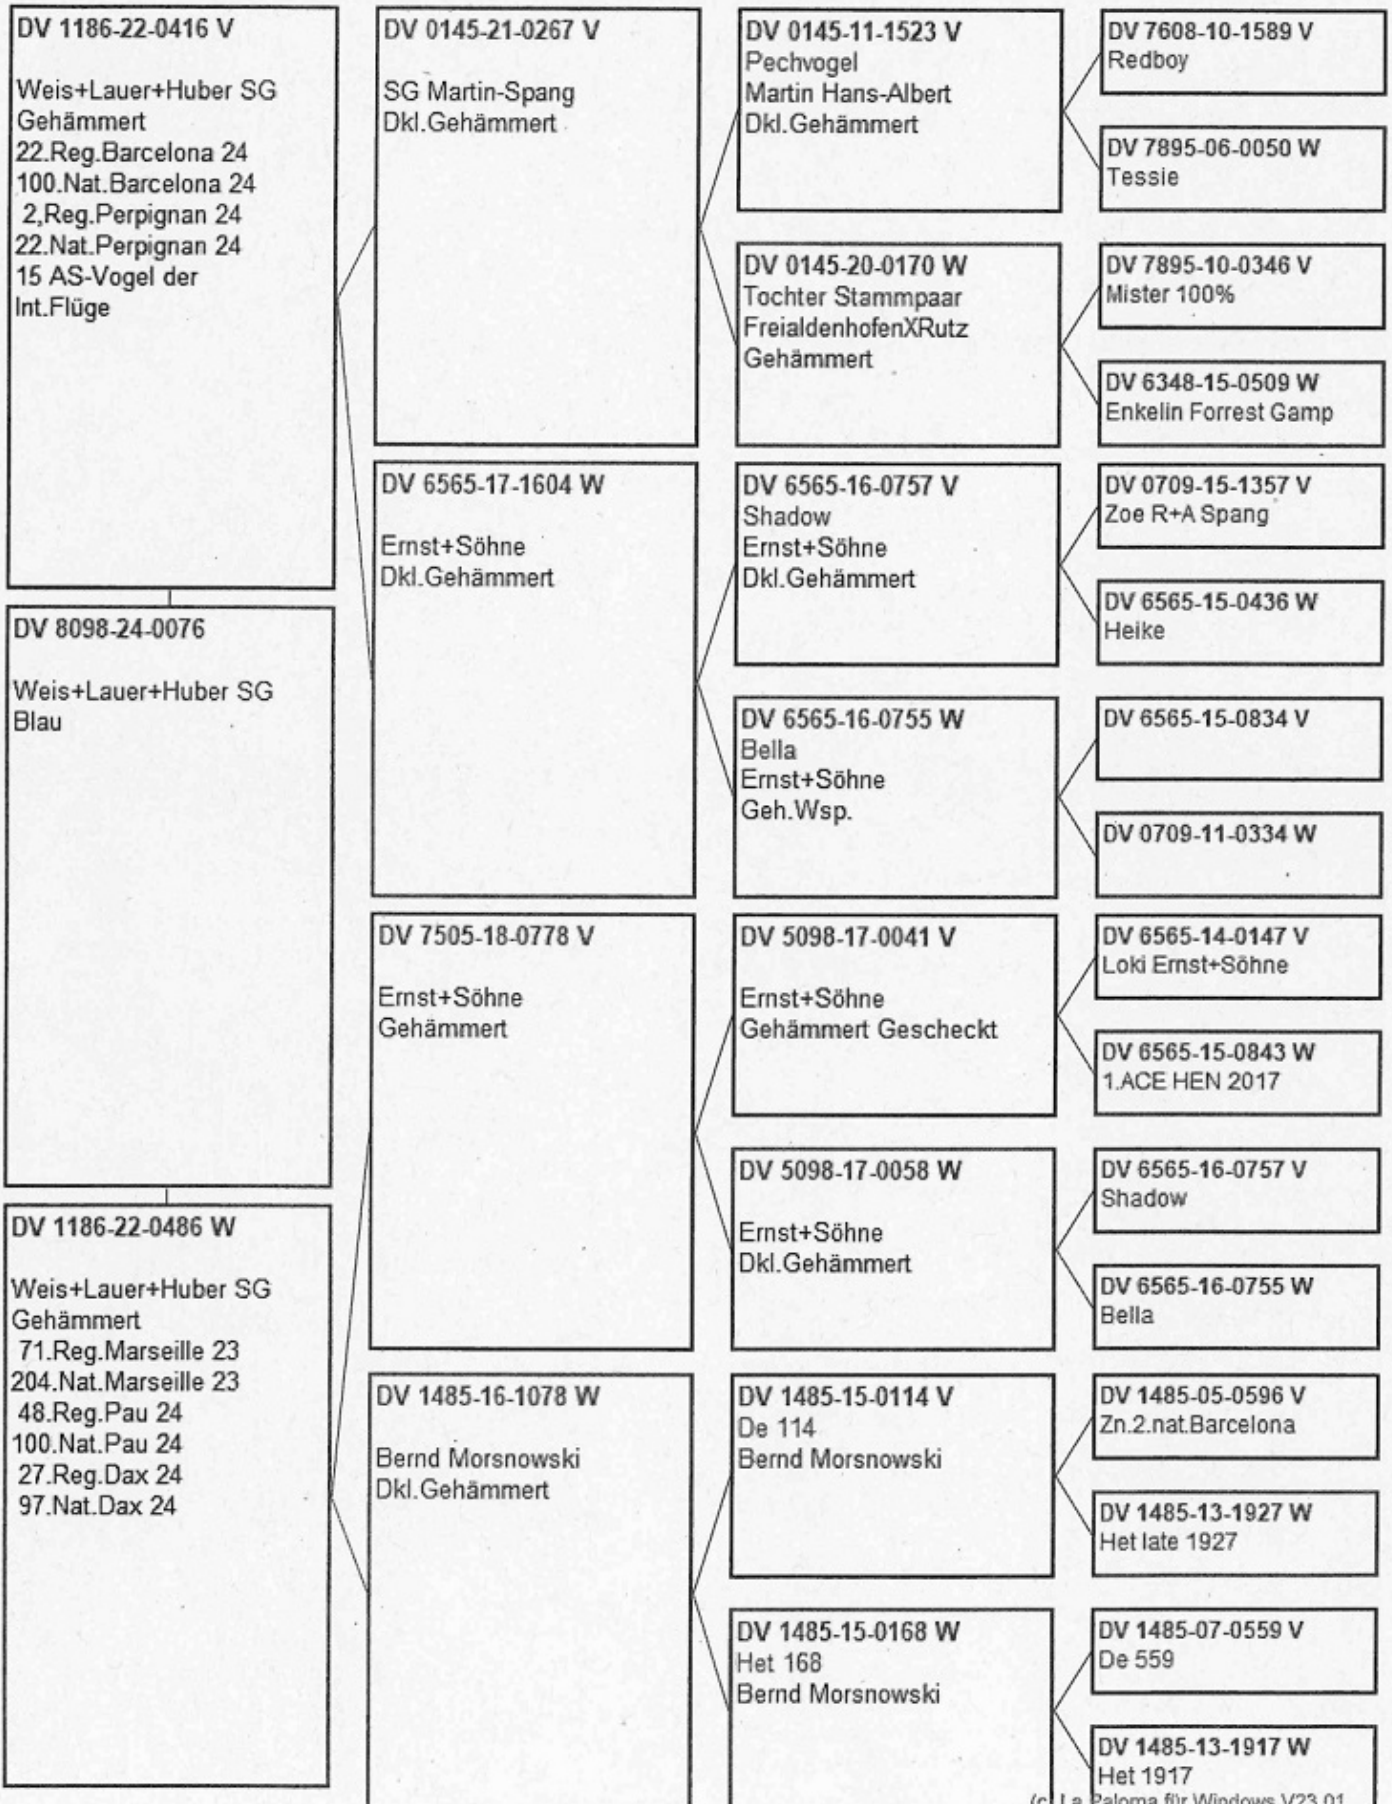 DV 1186-22-0416 V
Weis+Lauer+Huber SG
Gehämmert
22.Reg.Barcelona 24
100.Nat.Barcelona 24
2,Reg.Perpignan 24
22.Nat.Perpignan 24
15 AS-Vogel der
Int.Flüge
DV 8098-24-0076
Weis+Lauer+Huber SG
Blau
DV 1186-22-0486 W
Weis+Lauer+Huber SG
Gehämmert
71.Reg.Marseille 23
204.Nat.Marseille 23
48.Reg.Pau 24
100.Nat.Pau 24
27.Reg.Dax 24
97.Nat.Dax 24
DV 0145-21-0267 V
SG Martin-Spang
Dkl.Gehämmert
DV 6565-17-1604 W
Ernst+Söhne
Dkl.Gehämmert
DV 7505-18-0778 V
Ernst+Söhne
Gehämmert
DV 1485-16-1078 W
Bernd Morsnowski
Dkl.Gehämmert
DV 0145-11-1523 V
Pechvogel
Martin Hans-Albert
Dkl.Gehämmert
DV 0145-20-0170 W
Tochter Stammpaar
FreialdenhofenXRutz
Gehämmert
DV 6565-16-0757 V
Shadow
Ernst+Söhne
Dkl.Gehämmert
DV 6565-16-0755 W
Bella
Ernst+Söhne
Geh.Wsp.
DV 5098-17-0041 V
Ernst+Söhne
Gehämmert Gescheckt
DV 5098-17-0058 W
Ernst+Söhne
Dkl.Gehämmert
DV 1485-15-0114 V
De 114
Bernd Morsnowski
DV 1485-15-0168 W
Het 168
Bernd Morsnowski
DV 7608-10-1589 V
Redboy
DV 7895-06-0050 W
Tessie
DV 7895-10-0346 V
Mister 100%
DV 6348-15-0509 W
Enkelin Forrest Gamp
DV 0709-15-1357 V
Zoe R+A Spang
DV 6565-15-0436 W
Heike
DV 6565-15-0834 V
DV 0709-11-0334 W
DV 6565-14-0147 V
Loki Ernst+Söhne
DV 6565-15-0843 W
1.ACE HEN 2017
DV 6565-16-0757 V
Shadow
DV 6565-16-0755 W
Bella
DV 1485-05-0596 V
Zn.2.nat.Barcelona
DV 1485-13-1927 W
Het late 1927
DV 1485-07-0559 V
De 559
DV 1485-13-1917 W
Het 1917
(c) La Paloma für Windows V23.01